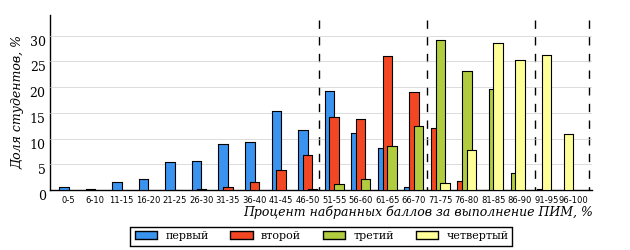 Доля студентов, %
30
25
20
15
10
5
0
0-5 6-10 11-15 16-20 21-25 26-30 31-35 36-40 41-45 46-50 51-55 56-60 61-65 66-70 71-75 76-80 81-85 86-90 91-95 96-100
Процент набранных баллов за выполнение ПИМ, %
первый второй третий четвертый